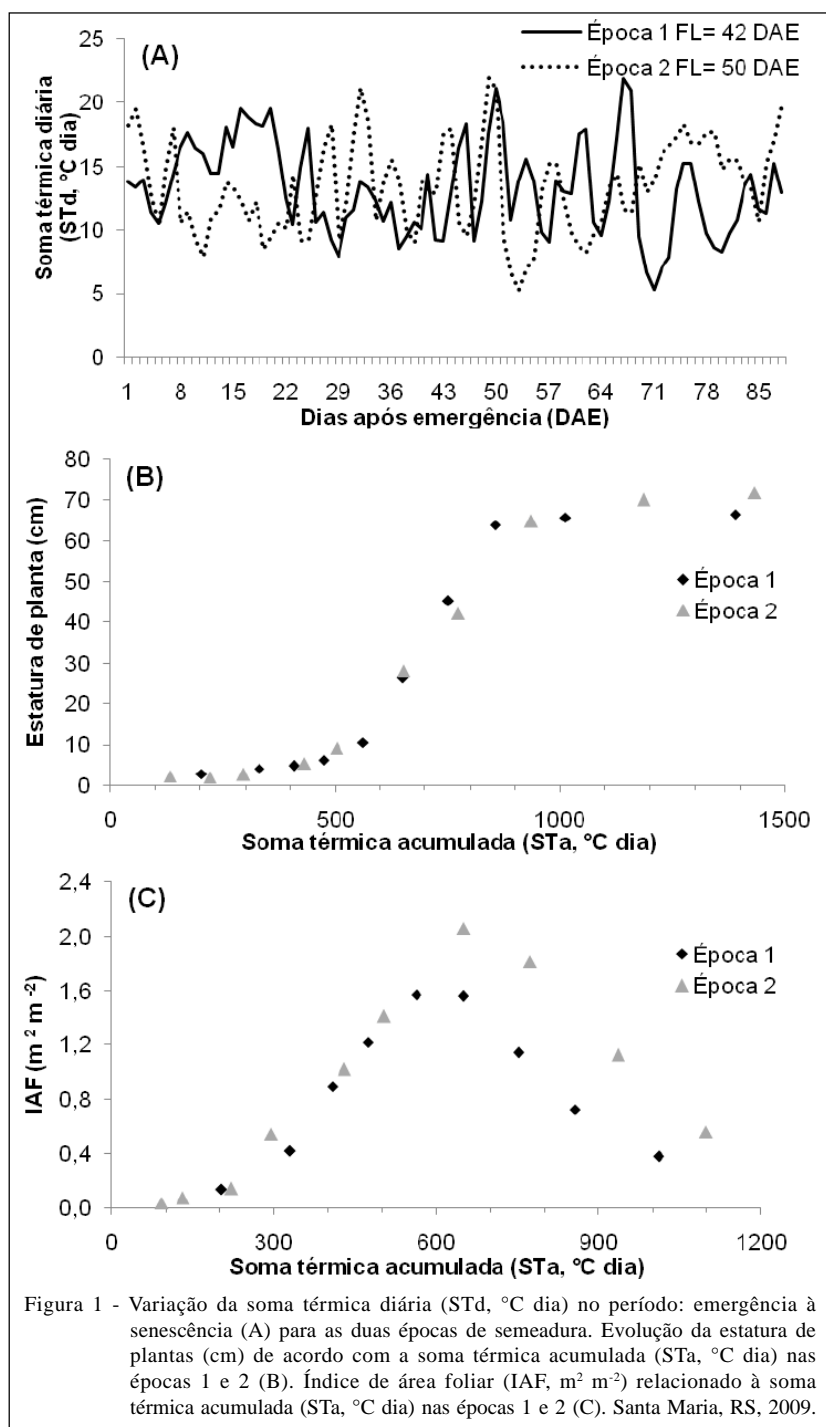 (A)
Época 1 FL= 42 DAE
Época 2 FL= 50 DAE
Soma térmica diária
(STd, °C dia)
25
20
15
10
5
0
1 8 15 22 29 36 43 50 57 64 71 78 85
Dias após emergência (DAE)
(B)
Estatura de planta (cm)
80
70
60
50
40
30
20
10
0
Época 1
Época 2
0 500 1000 1500
Soma térmica acumulada (STa, °C dia)
(C)
IAF (m² m⁻²)
2,4
2,0
1,6
1,2
0,8
0,4
0,0
Época 1
Época 2
0 300 600 900 1200
Soma térmica acumulada (STa, °C dia)
Figura 1 - Variação da soma térmica diária (STd, °C dia) no período: emergência à
senescência (A) para as duas épocas de semeadura. Evolução da estatura de
plantas (cm) de acordo com a soma térmica acumulada (STa, °C dia) nas
épocas 1 e 2 (B). Índice de área foliar (IAF, m² m⁻²) relacionado à soma
térmica acumulada (STa, °C dia) nas épocas 1 e 2 (C). Santa Maria, RS, 2009.